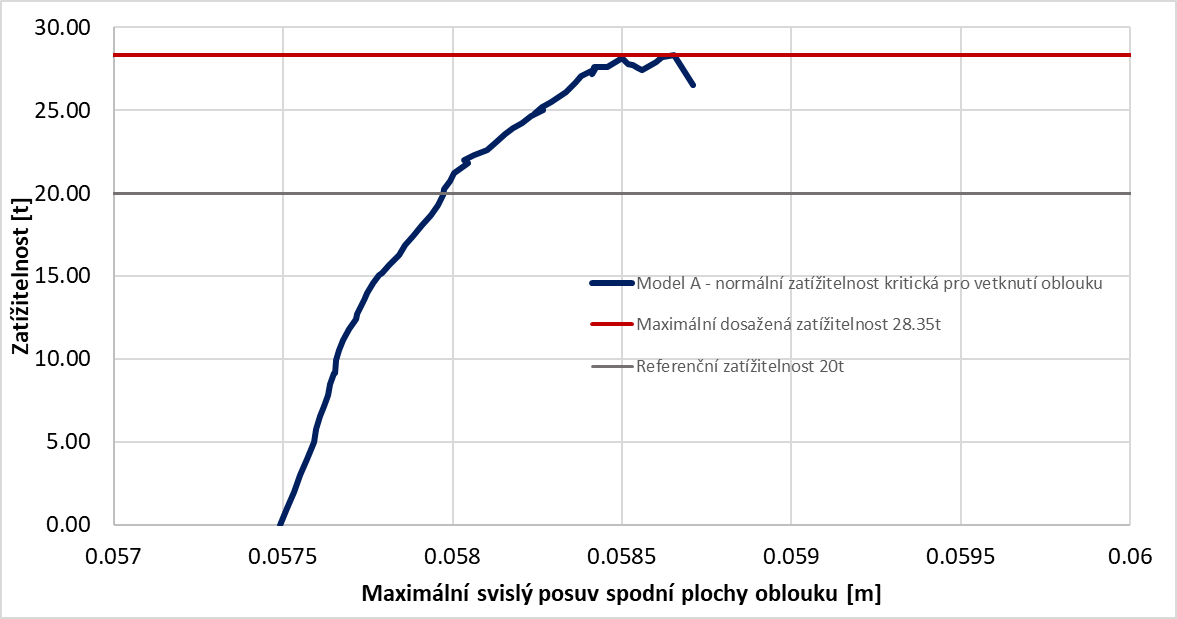 30.00
25.00
20.00
15.00
10.00
5.00
0.00
Zatížitelnost [t]
Model A - normální zatížitelnost kritická pro vetknutí oblouku
Maximální dosažená zatížitelnost 28.35t
Referenční zatížitelnost 20t
0.057 0.0575 0.058 0.0585 0.059 0.0595 0.06
Maximální svislý posuv spodní plochy oblouku [m]